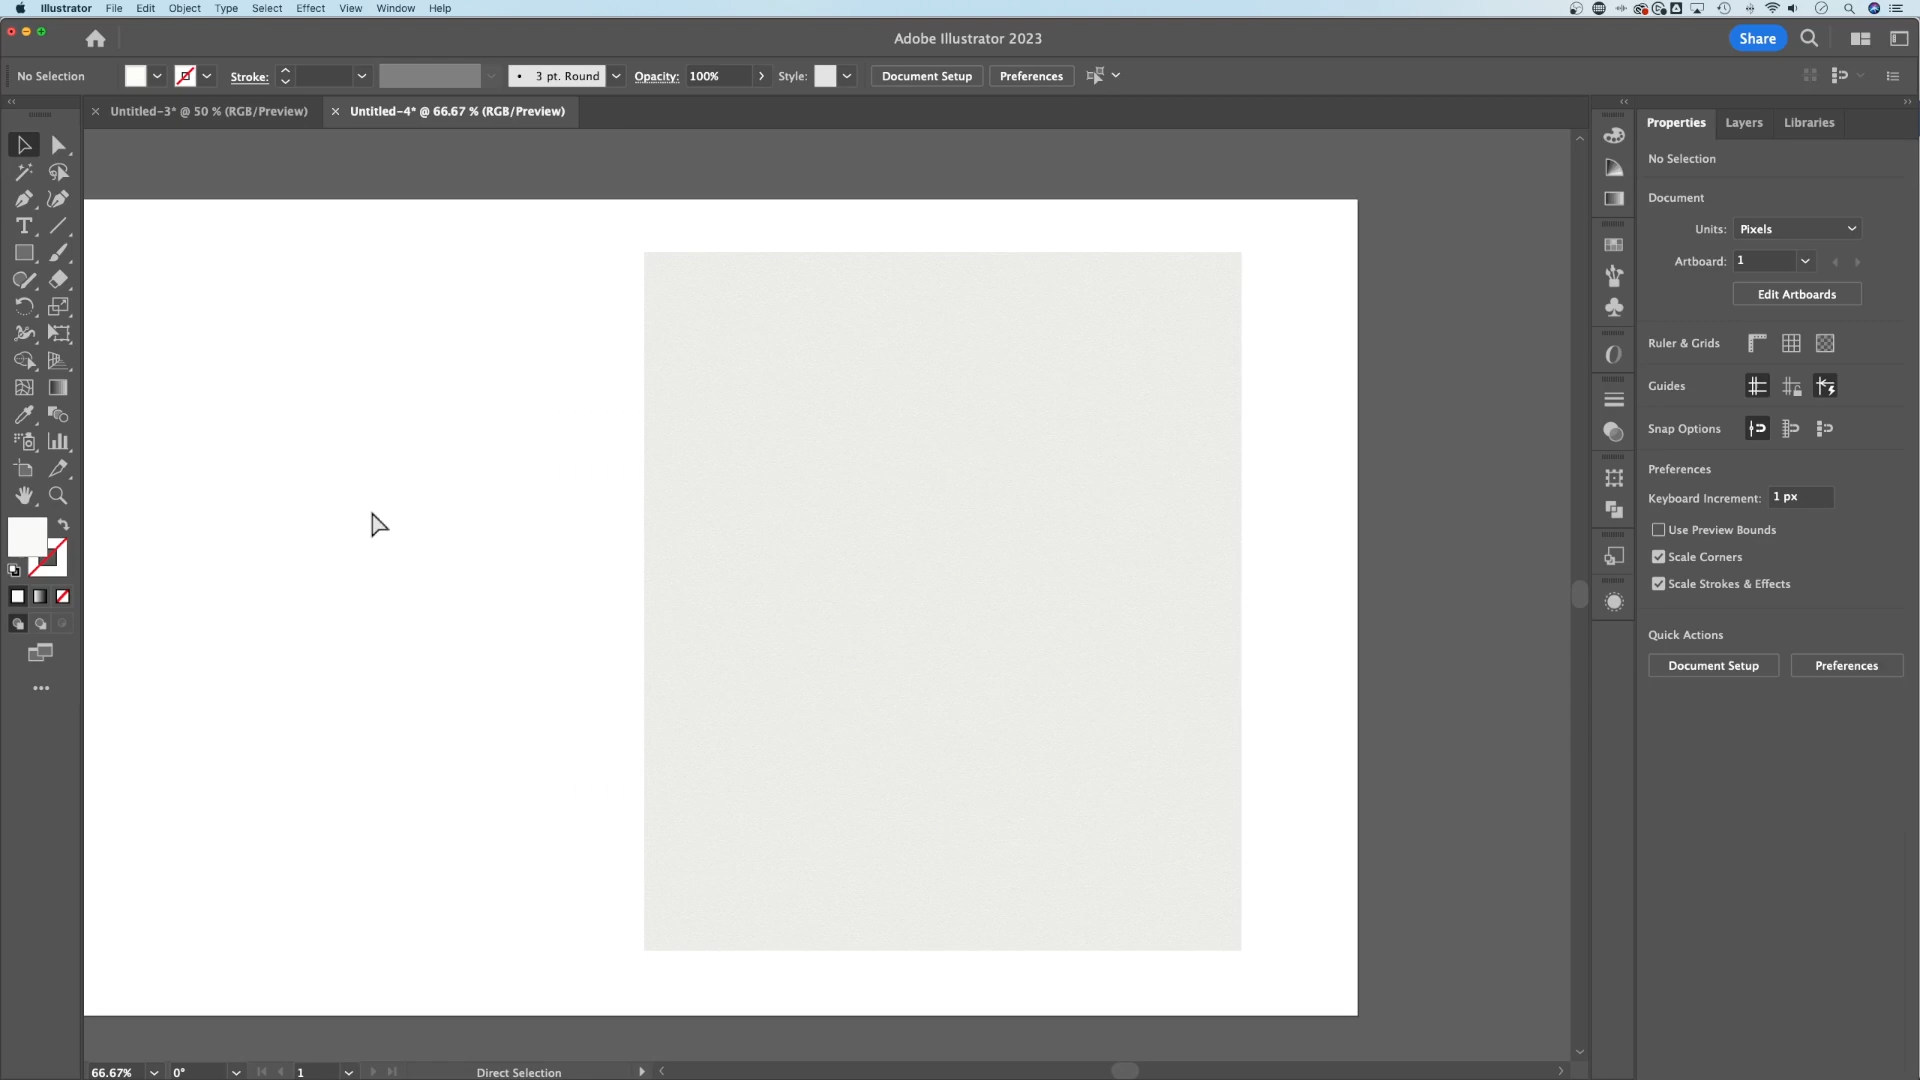 Illustrator File Edit Object Type Select Effect View Window Help
Adobe Illustrator 2023
Share
No Selection
Stroke:
3 pt. Round
Opacity: 100%
Style:
Document Setup
Preferences
Untitled-3* @ 50 % (RGB/Preview)
Untitled-4* @ 66.67 % (RGB/Preview)
Properties
Layers
Libraries
No Selection
Document
Units: Pixels
Artboard: 1
Edit Artboards
Ruler & Grids
Guides
Snap Options
Preferences
Keyboard Increment: 1 px
Use Preview Bounds
Scale Corners
Scale Strokes & Effects
Quick Actions
Document Setup
Preferences
66.67%
0°
1
Direct Selection